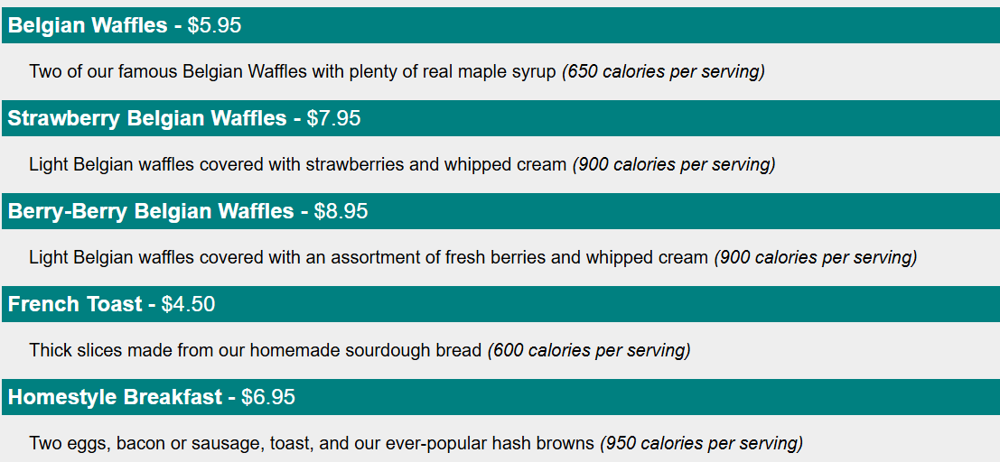 Belgian Waffles - $5.95
Two of our famous Belgian Waffles with plenty of real maple syrup (650 calories per serving)
Strawberry Belgian Waffles - $7.95
Light Belgian waffles covered with strawberries and whipped cream (900 calories per serving)
Berry-Berry Belgian Waffles - $8.95
Light Belgian waffles covered with an assortment of fresh berries and whipped cream (900 calories per serving)
French Toast - $4.50
Thick slices made from our homemade sourdough bread (600 calories per serving)
Homestyle Breakfast - $6.95
Two eggs, bacon or sausage, toast, and our ever-popular hash browns (950 calories per serving)